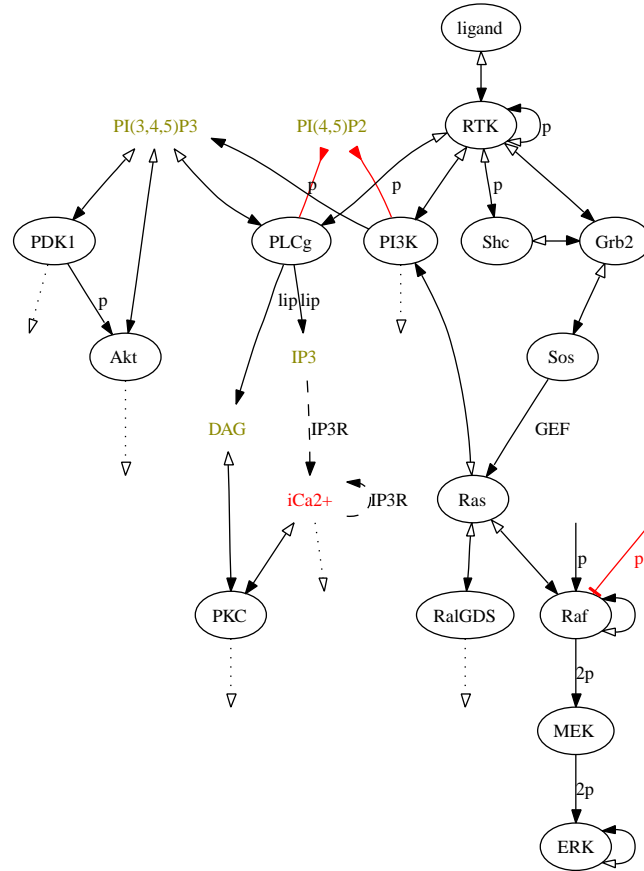 ligand
PI(3,4,5)P3
PI(4,5)P2
RTK
p
p
p
p
PDK1
PLCg
PI3K
Shc
Grb2
p
lip
lip
Akt
IP3
Sos
DAG
IP3R
GEF
iCa2+
IP3R
Ras
p
p
PKC
RalGDS
Raf
2p
MEK
2p
ERK